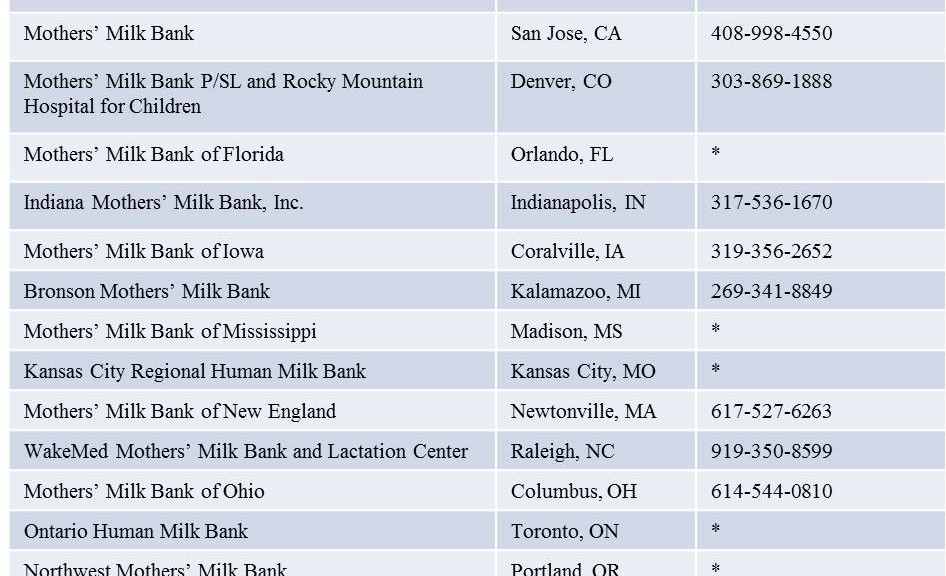 Mothers’ Milk Bank San Jose, CA 408-998-4550
Mothers’ Milk Bank P/SL and Rocky Mountain Denver, CO 303-869-1888
Hospital for Children
Mothers’ Milk Bank of Florida Orlando, FL *
Indiana Mothers’ Milk Bank, Inc. Indianapolis, IN 317-536-1670
Mothers’ Milk Bank of Iowa Coralville, IA 319-356-2652
Bronson Mothers’ Milk Bank Kalamazoo, MI 269-341-8849
Mothers’ Milk Bank of Mississippi Madison, MS *
Kansas City Regional Human Milk Bank Kansas City, MO *
Mothers’ Milk Bank of New England Newtonville, MA 617-527-6263
WakeMed Mothers’ Milk Bank and Lactation Center Raleigh, NC 919-350-8599
Mothers’ Milk Bank of Ohio Columbus, OH 614-544-0810
Ontario Human Milk Bank Toronto, ON *
Northwest Mothers’ Milk Bank Portland, OR *